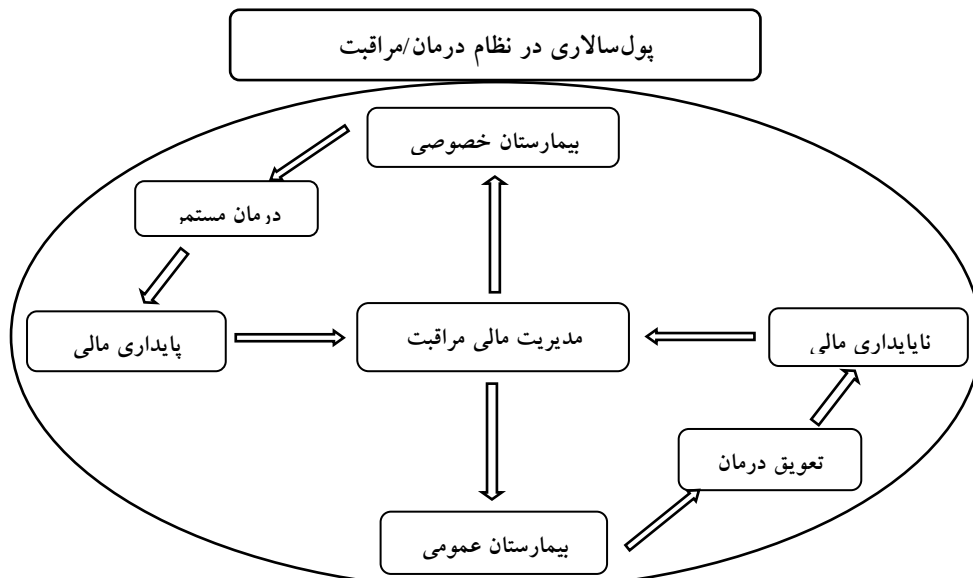 پول‌سالاری در نظام درمان/مراقبت
بیمارستان خصوصی
درمان مستمر
پایداری مالی
مدیریت مالی مراقبت
ناپایداری مالی
تعویق درمان
بیمارستان عمومی